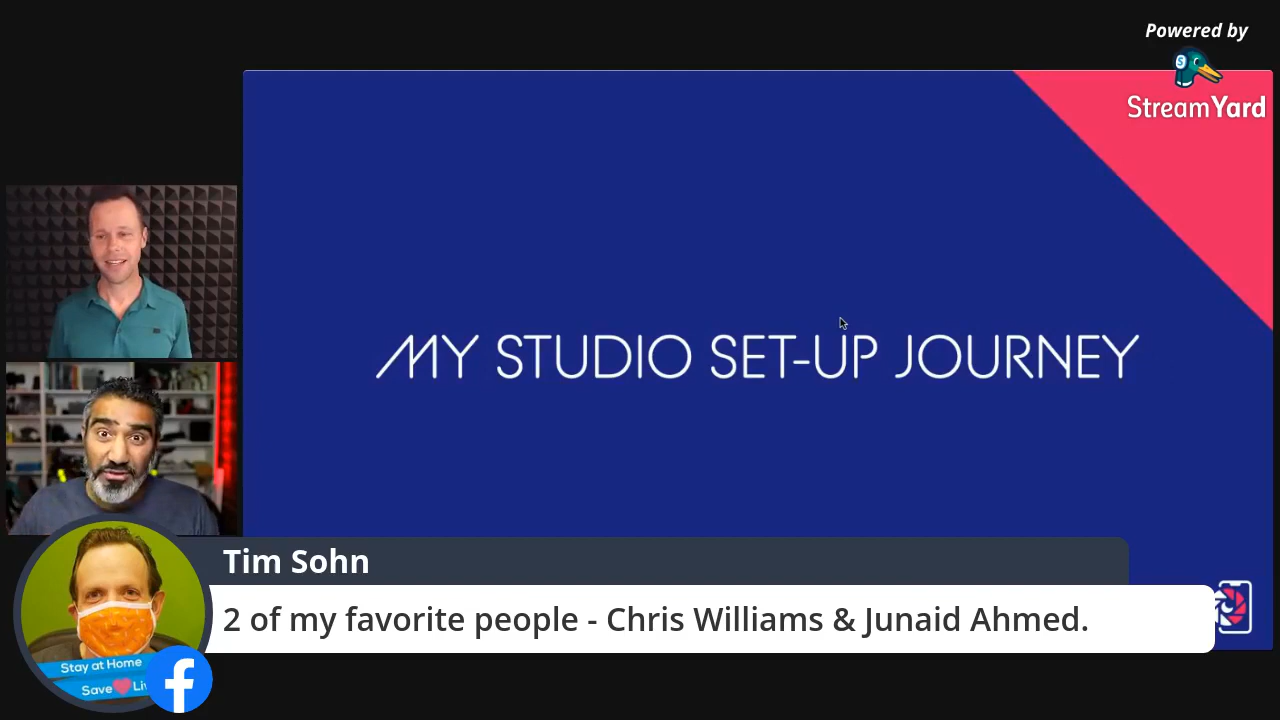 Powered by
StreamYard
MY STUDIO SET-UP JOURNEY
Tim Sohn
2 of my favorite people - Chris Williams & Junaid Ahmed.
Stay at Home
Save